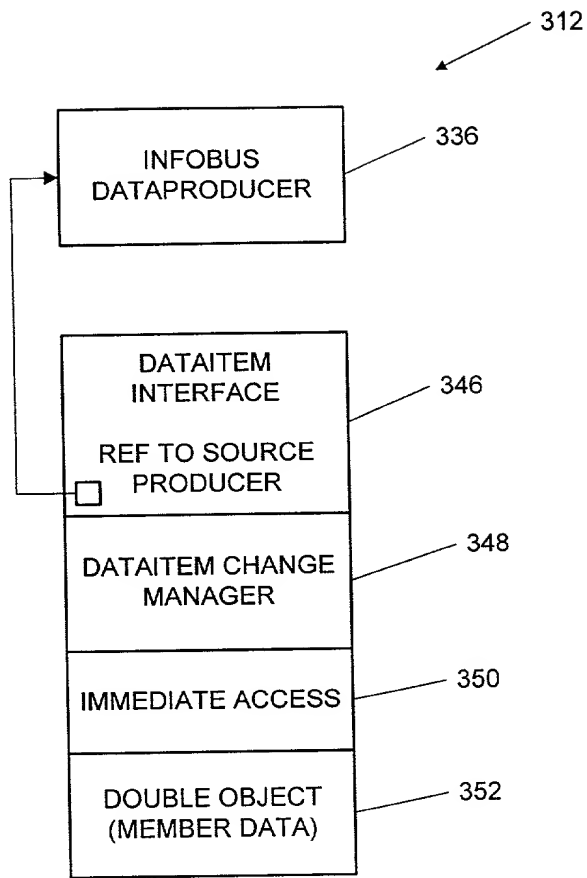 312
INFOBUS
DATAPRODUCER
336
DATAITEM
INTERFACE
346
REF TO SOURCE
PRODUCER
DATAITEM CHANGE
MANAGER
348
IMMEDIATE ACCESS
350
DOUBLE OBJECT
(MEMBER DATA)
352